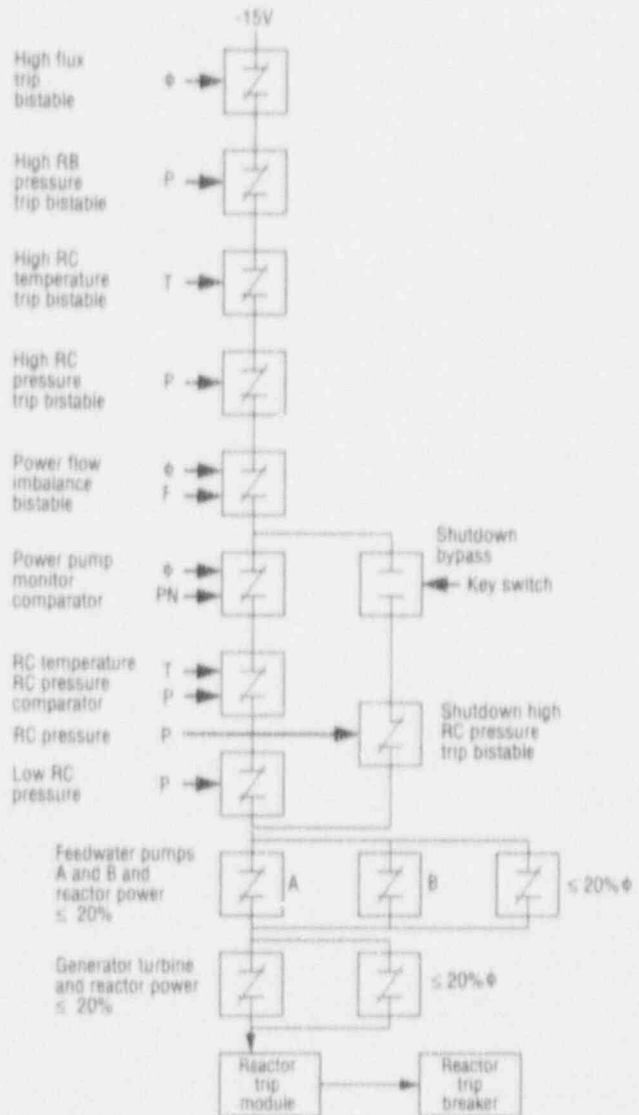 -15V
High flux
trip
bistable
Φ
High RB
pressure
trip bistable
P
High RC
temperature
trip bistable
T
High RC
pressure
trip bistable
P
Power flow
imbalance
bistable
Φ
F
Shutdown
bypass
Key switch
Power pump
monitor
comparator
Φ
PN
RC temperature
RC pressure
comparator
T
P
RC pressure
P
Shutdown high
RC pressure
trip bistable
Low RC
pressure
P
Feedwater pumps
A and B and
reactor power
≤ 20%
A
B
≤ 20% Φ
Generator turbine
and reactor power
≤ 20%
≤ 20% Φ
Reactor
trip
module
Reactor
trip
breaker